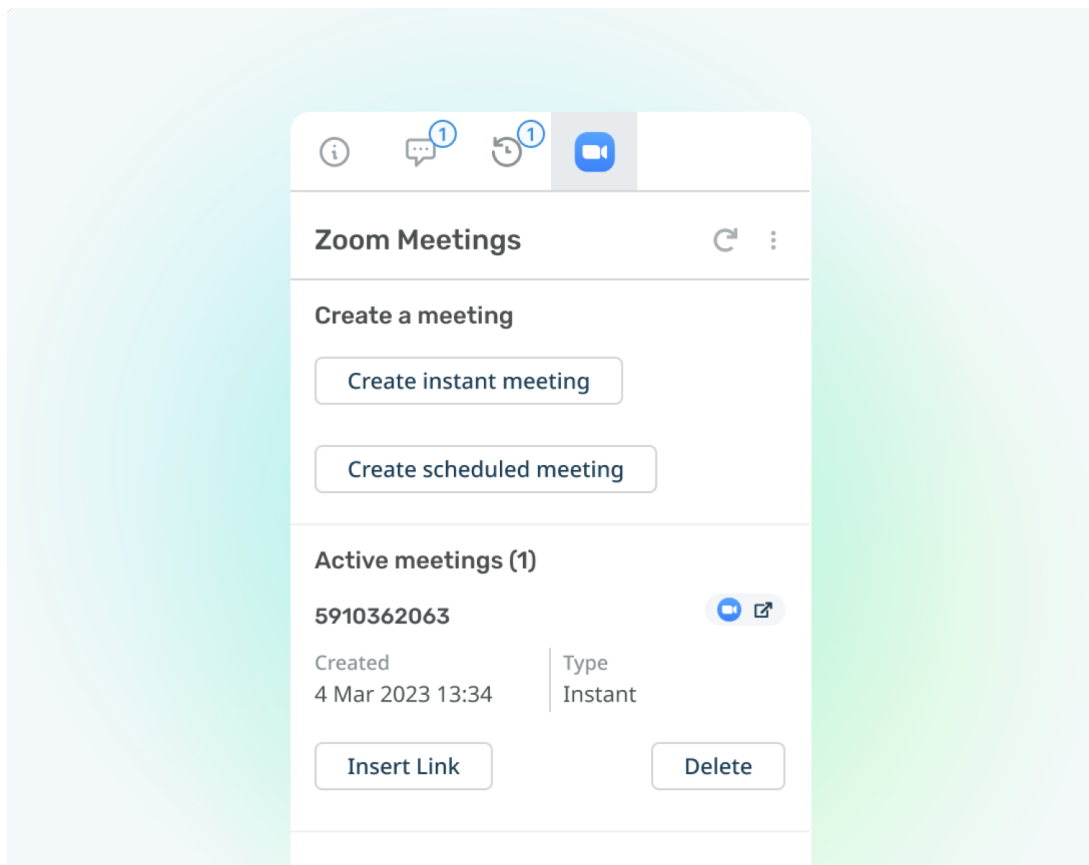 1 1
Zoom Meetings
Create a meeting
Create instant meeting
Create scheduled meeting
Active meetings (1)
5910362063
Created Type
4 Mar 2023 13:34 Instant
Insert Link Delete